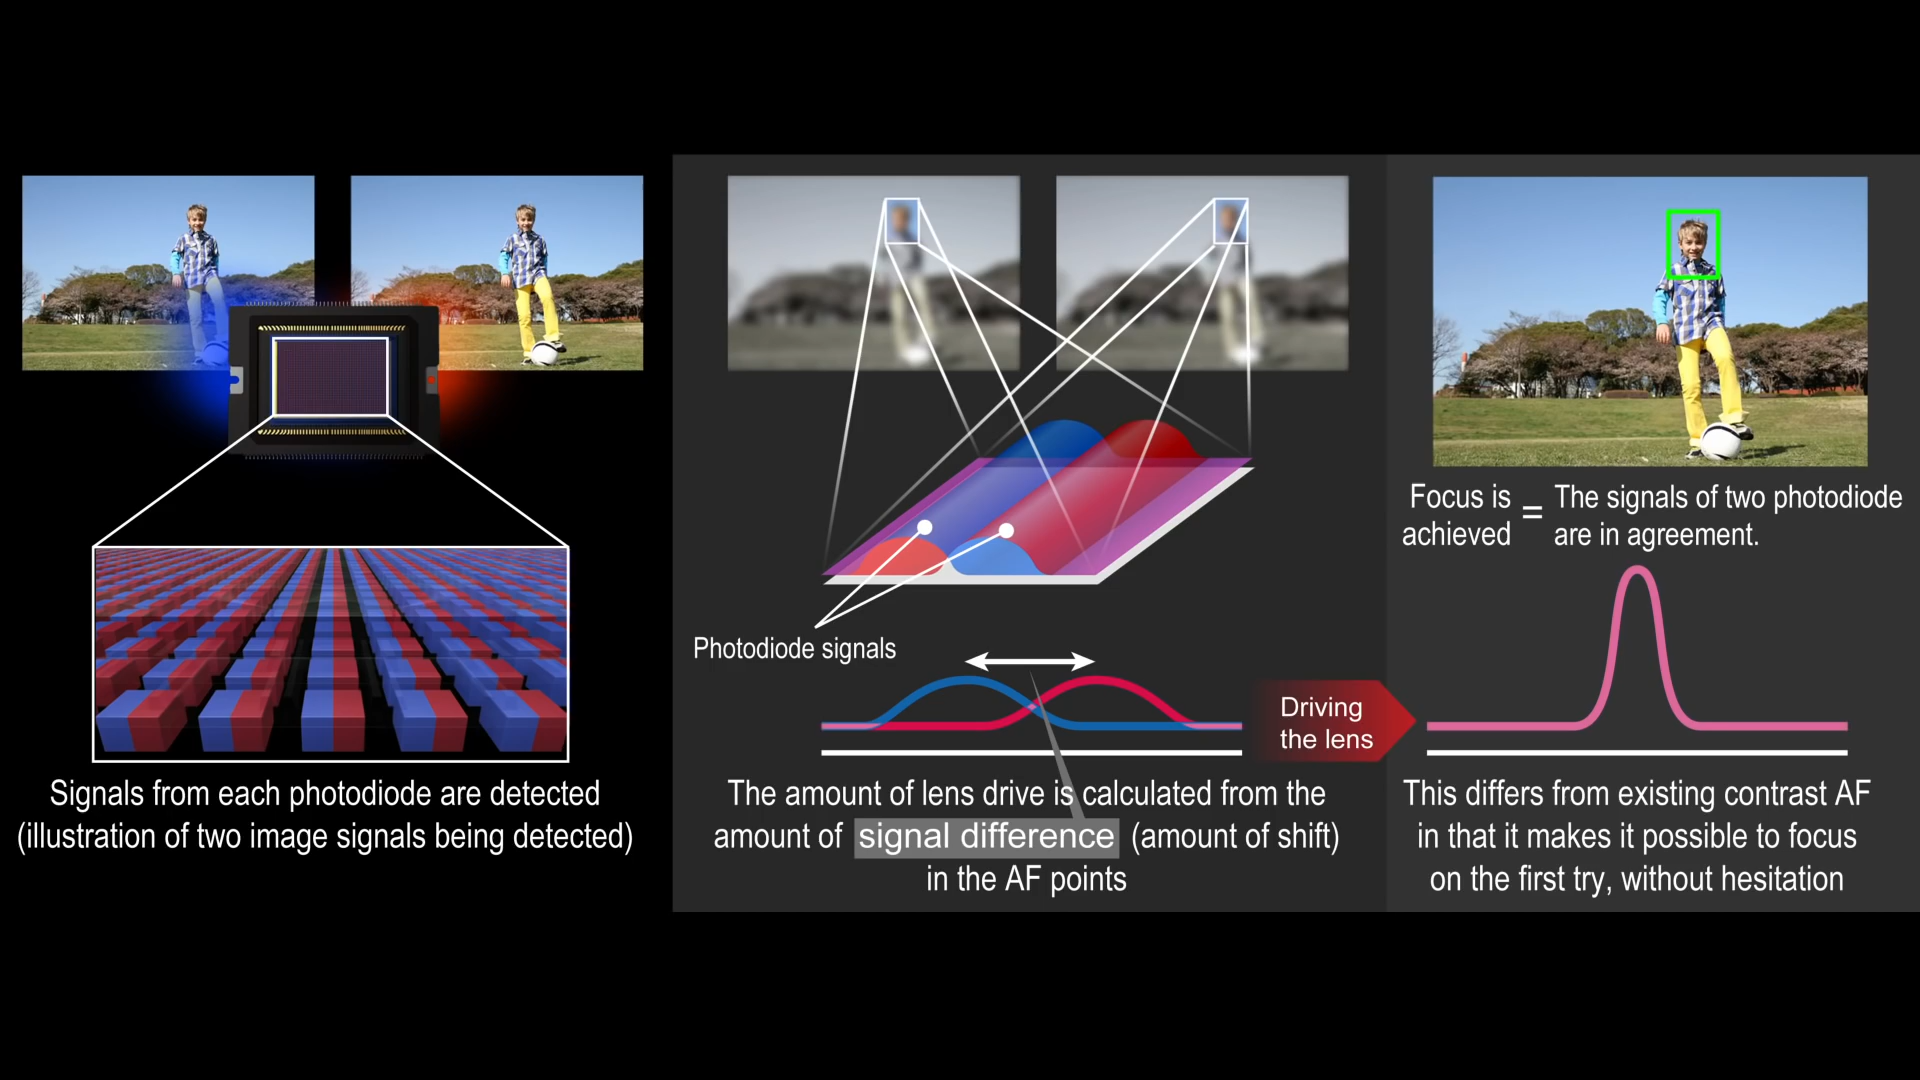 Signals from each photodiode are detected
(illustration of two image signals being detected)
Photodiode signals
The amount of lens drive is calculated from the
amount of signal difference (amount of shift)
in the AF points
Driving
the lens
Focus is
achieved
=
The signals of two photodiode
are in agreement.
This differs from existing contrast AF
in that it makes it possible to focus
on the first try, without hesitation